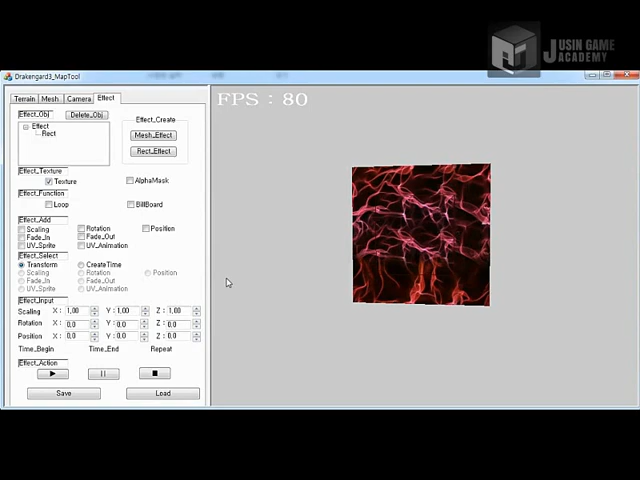 JUSIN GAME
ACADEMY
Drakengard3_MapTool
Terrain Mesh Camera Effect
FPS : 80
Effect_Obj Delete_Obj Effect_Create
Effect
Rect
Mesh_Effect
Rect_Effect
Effect_Texture
Texture AlphaMask
Effect_Function
Loop BillBoard
Effect_Add
Scaling Rotation Position
Fade_In Fade_Out
UV_Sprite UV_Animation
Effect_Select
Transform CreateTime
Scaling Rotation Position
Fade_In Fade_Out
UV_Sprite UV_Animation
Effect_Input
Scaling X: 1,00 Y: 1,00 Z: 1,00
Rotation X: 0,0 Y: 0,0 Z: 0,0
Position X: 0,0 Y: 0,0 Z: 0,0
Time_Begin Time_End Repeat
Effect_Action
Save Load